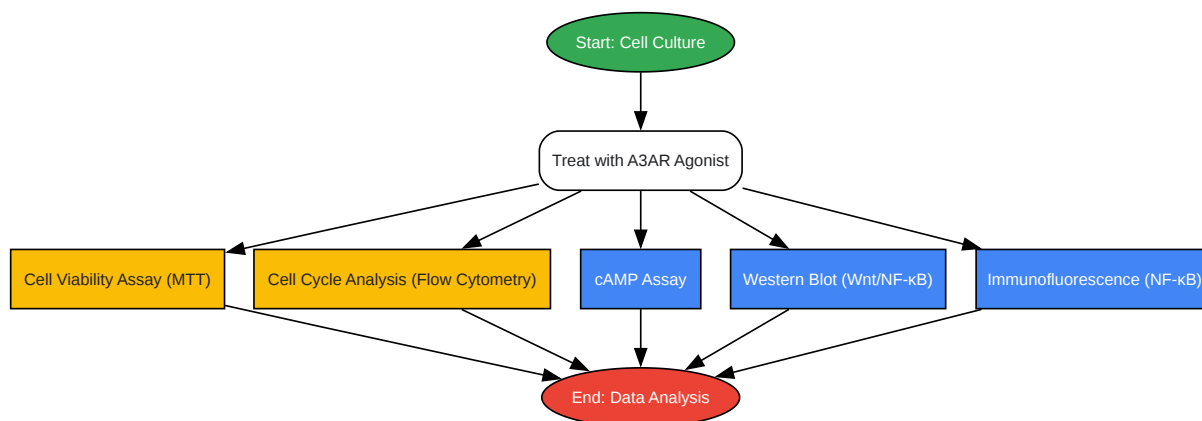 Start: Cell Culture
Treat with A3AR Agonist
Cell Viability Assay (MTT)
Cell Cycle Analysis (Flow Cytometry)
cAMP Assay
Western Blot (Wnt/NF-κB)
Immunofluorescence (NF-κB)
End: Data Analysis